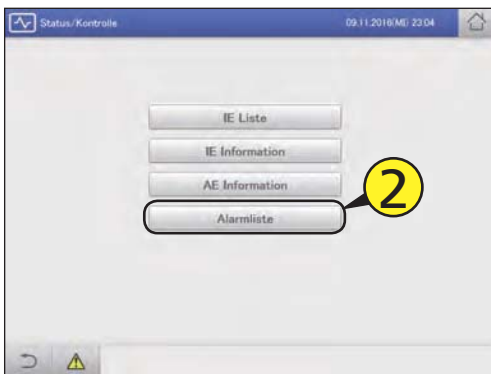 Status/Kontrolle 09.11.2016(MI) 23:04
IE Liste
IE Information
AE Information
Alarmliste
2